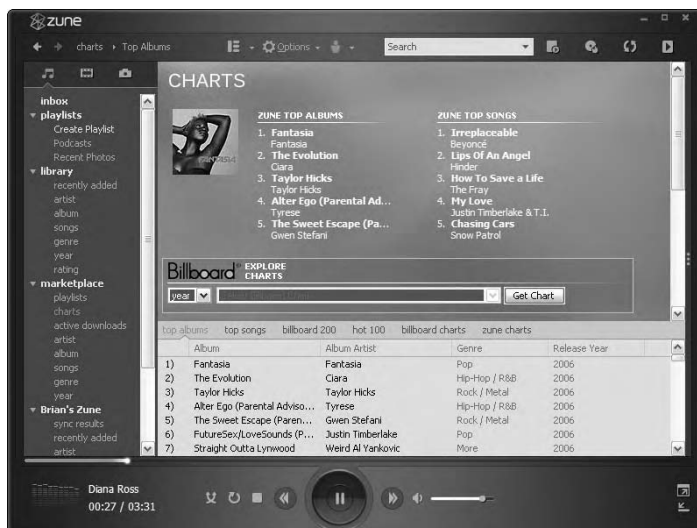 zune
charts › Top Albums
Options
Search
CHARTS
inbox
playlists
Create Playlist
Podcasts
Recent Photos
library
recently added
artist
album
songs
genre
year
rating
marketplace
playlists
charts
active downloads
artist
album
songs
genre
year
Brian's Zune
sync results
recently added
artist
FANTASIA
ZUNE TOP ALBUMS
1. Fantasia
Fantasia
2. The Evolution
Ciara
3. Taylor Hicks
Taylor Hicks
4. Alter Ego (Parental Ad...
Tyrese
5. The Sweet Escape (Pa...
Gwen Stefani
ZUNE TOP SONGS
1. Irreplaceable
Beyoncé
2. Lips Of An Angel
Hinder
3. How To Save a Life
The Fray
4. My Love
Justin Timberlake & T.I.
5. Chasing Cars
Snow Patrol
Billboard® EXPLORE CHARTS
year
Get Chart
top albums top songs billboard 200 hot 100 billboard charts zune charts
Album Album Artist Genre Release Year
1) Fantasia Fantasia Pop 2006
2) The Evolution Ciara Hip-Hop / R&B 2006
3) Taylor Hicks Taylor Hicks Rock / Metal 2006
4) Alter Ego (Parental Adviso... Tyrese Hip-Hop / R&B 2006
5) The Sweet Escape (Paren... Gwen Stefani Rock / Metal 2006
6) FutureSex/LoveSounds (P... Justin Timberlake Pop 2006
7) Straight Outta Lynwood Weird Al Yankovic More 2006
Diana Ross
00:27 / 03:31